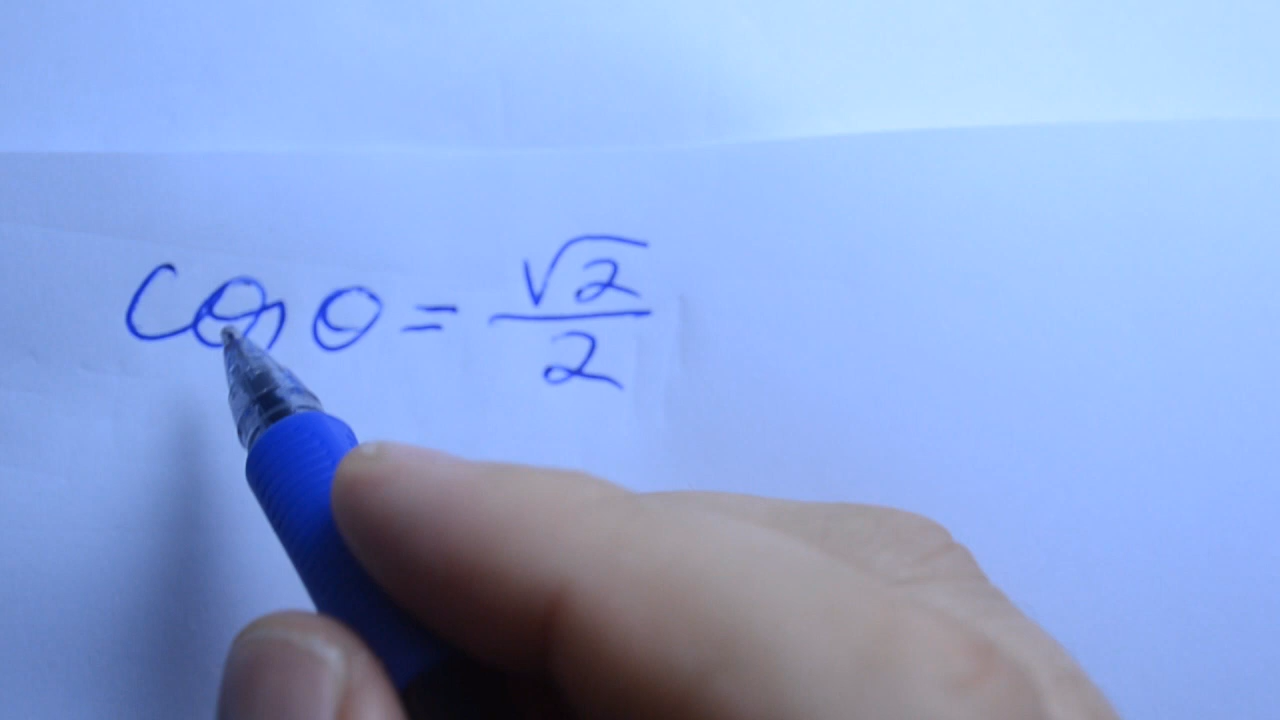 cos θ = √2/2